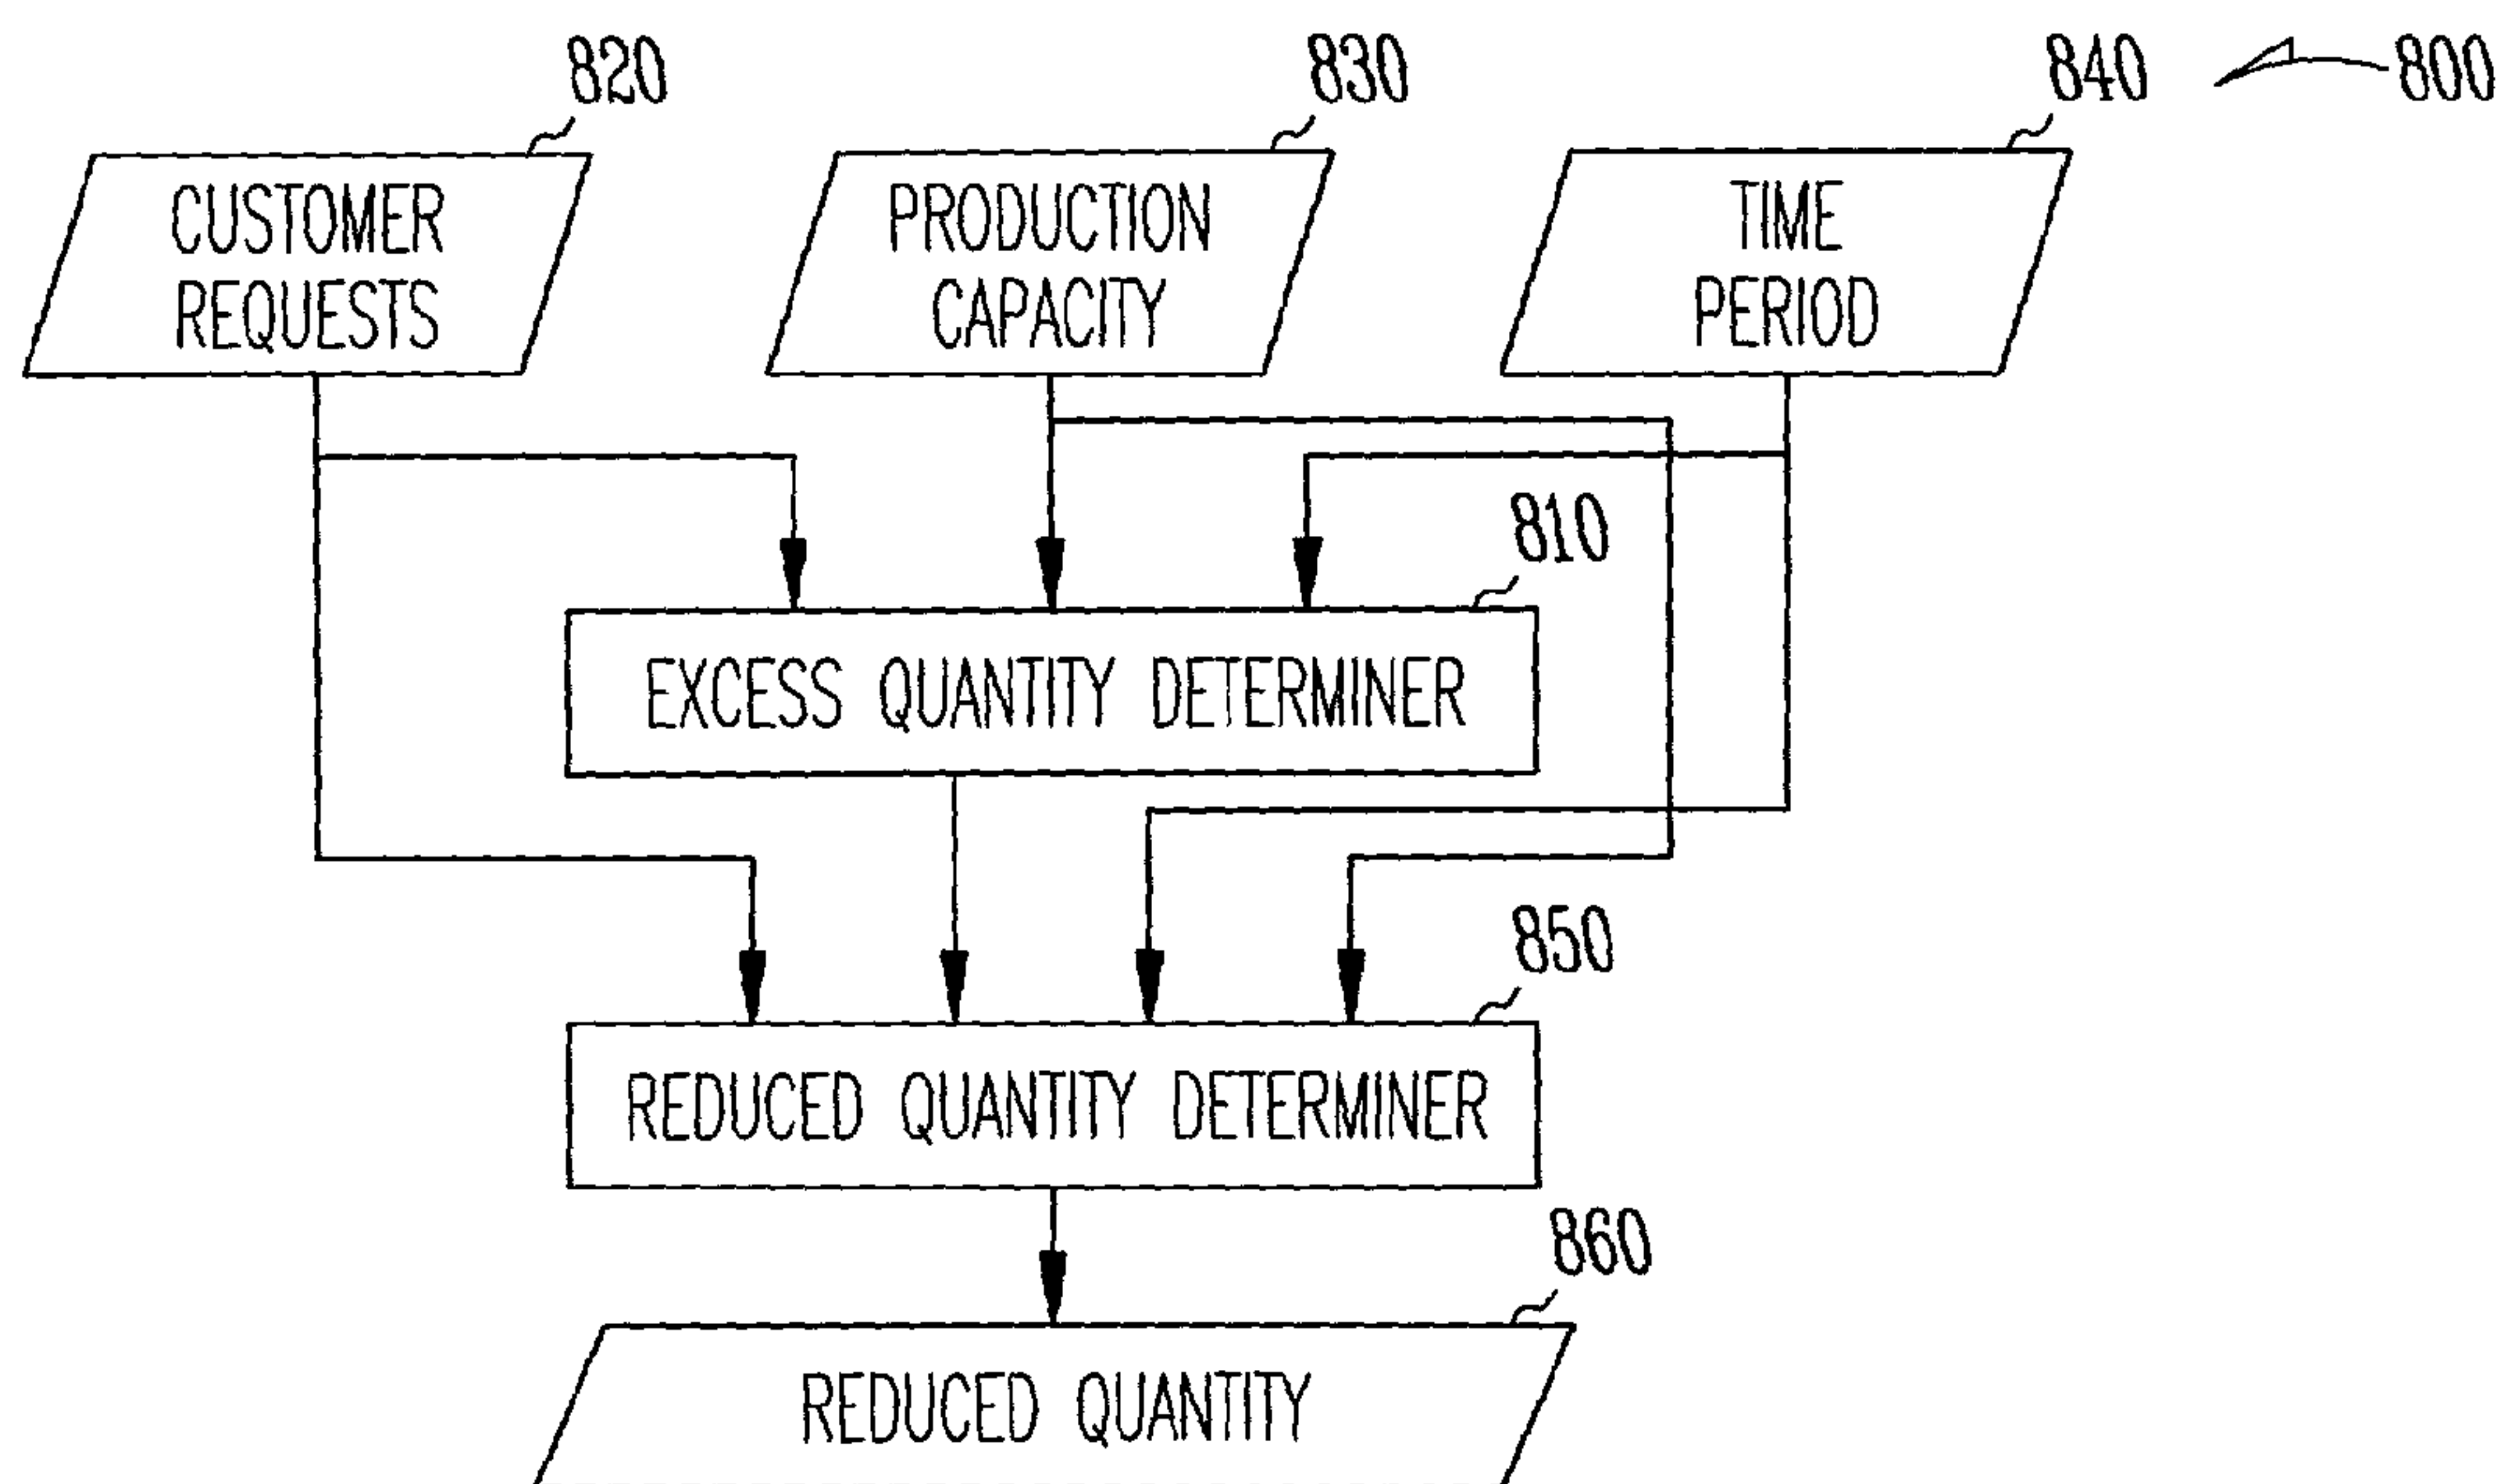 820
830
840
800
CUSTOMER
REQUESTS
PRODUCTION
CAPACITY
TIME
PERIOD
810
EXCESS QUANTITY DETERMINER
850
REDUCED QUANTITY DETERMINER
860
REDUCED QUANTITY